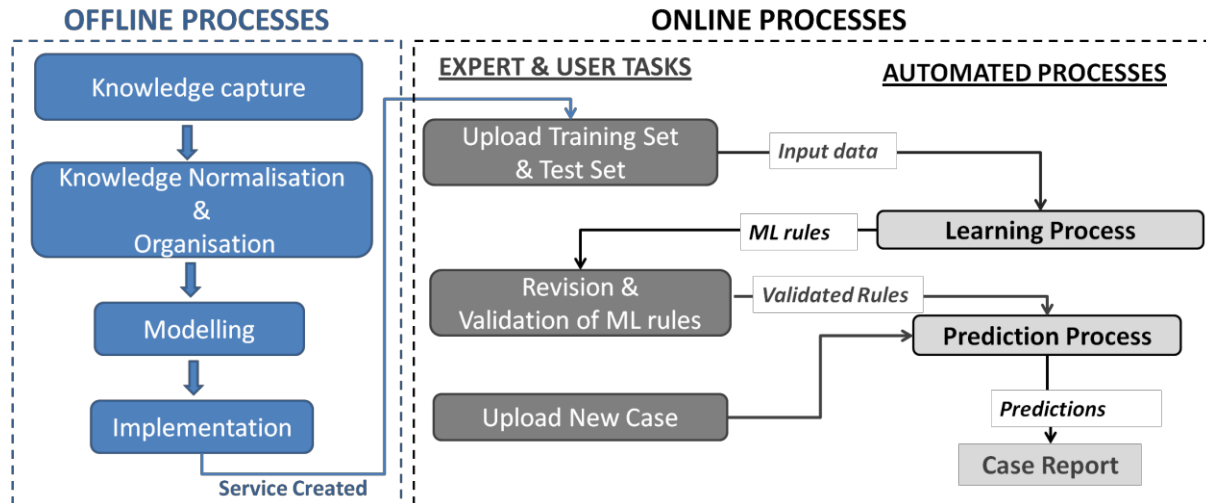 OFFLINE PROCESSES
Knowledge capture
Knowledge Normalisation
&
Organisation
Modelling
Implementation
Service Created
ONLINE PROCESSES
EXPERT & USER TASKS
AUTOMATED PROCESSES
Upload Training Set
& Test Set
Input data
Learning Process
ML rules
Revision &
Validation of ML rules
Validated Rules
Prediction Process
Upload New Case
Predictions
Case Report